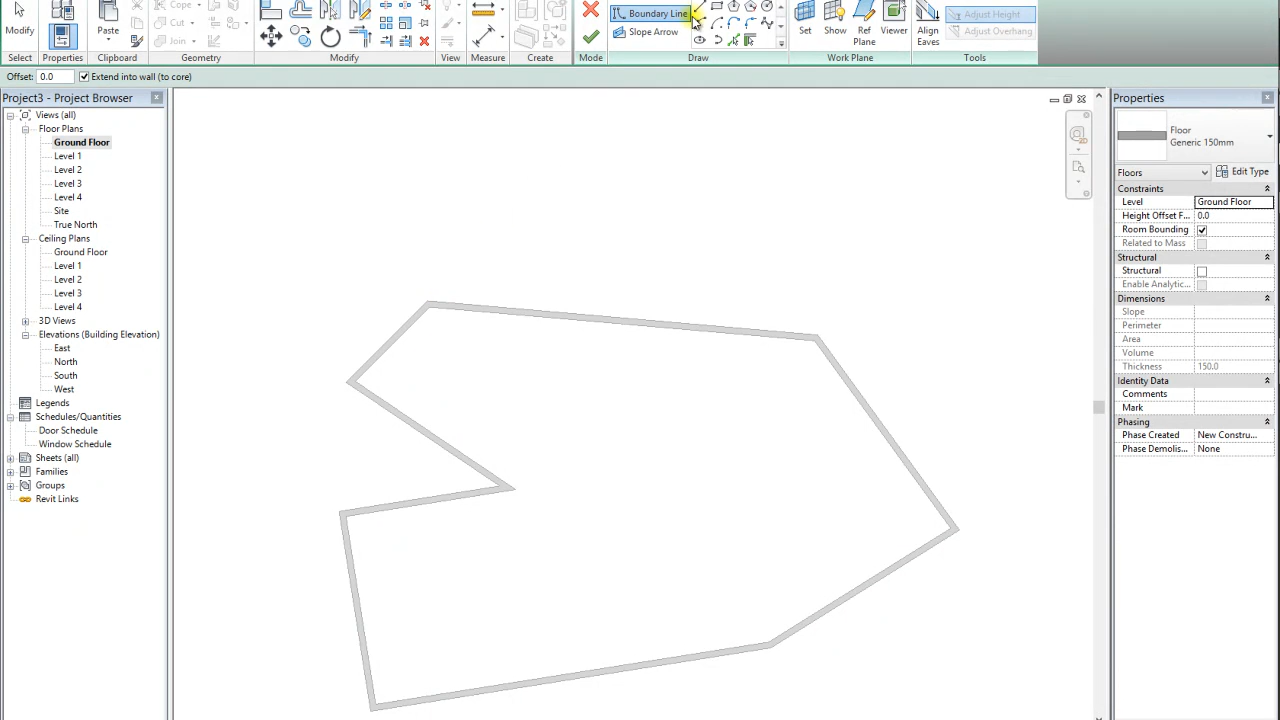 Modify
Paste
Cope
Cut
Join
Boundary Line
Slope Arrow
Set
Show
Ref
Plane
Viewer
Align
Eaves
Adjust Height
Adjust Overhang
Select
Properties
Clipboard
Geometry
Modify
View
Measure
Create
Mode
Draw
Work Plane
Tools
Offset: 0.0
Extend into wall (to core)
Project3 - Project Browser
Views (all)
Floor Plans
Ground Floor
Level 1
Level 2
Level 3
Level 4
Site
True North
Ceiling Plans
Ground Floor
Level 1
Level 2
Level 3
Level 4
3D Views
Elevations (Building Elevation)
East
North
South
West
Legends
Schedules/Quantities
Door Schedule
Window Schedule
Sheets (all)
Families
Groups
Revit Links
Properties
Floor
Generic 150mm
Floors
Edit Type
Constraints
Level Ground Floor
Height Offset F... 0.0
Room Bounding
Related to Mass
Structural
Structural
Enable Analytic...
Dimensions
Slope
Perimeter
Area
Volume
Thickness 150.0
Identity Data
Comments
Mark
Phasing
Phase Created New Constru...
Phase Demolis... None